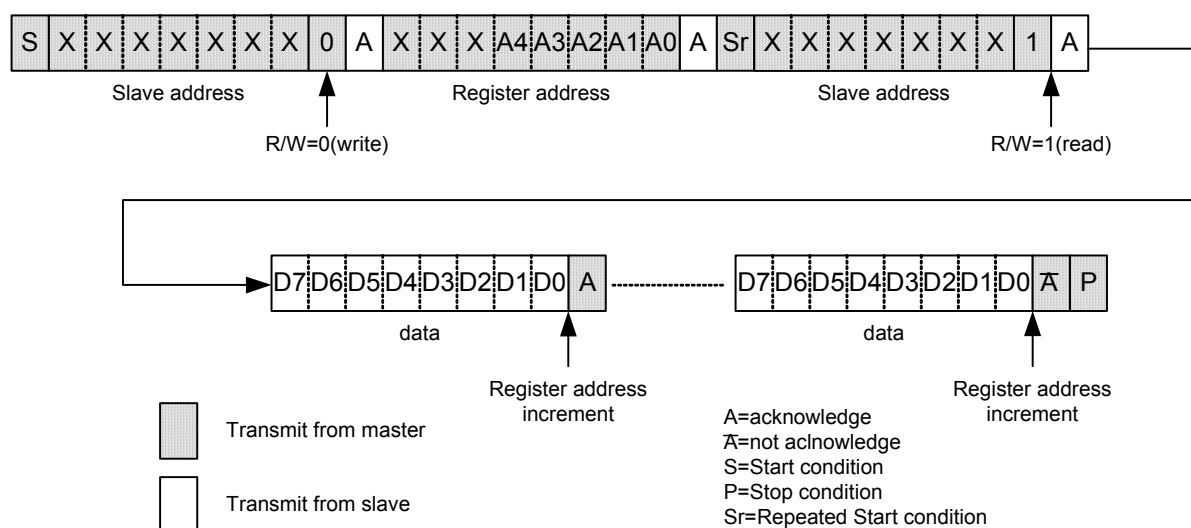 S X X X X X X X 0 A X X X A4 A3 A2 A1 A0 A Sr X X X X X X X 1 A
Slave address Register address Slave address
R/W=0(write) R/W=1(read)
D7 D6 D5 D4 D3 D2 D1 D0 A D7 D6 D5 D4 D3 D2 D1 D0 A̅ P
data data
Register address Register address
increment increment
Transmit from master
Transmit from slave
A=acknowledge
A̅=not aclnowledge
S=Start condition
P=Stop condition
Sr=Repeated Start condition